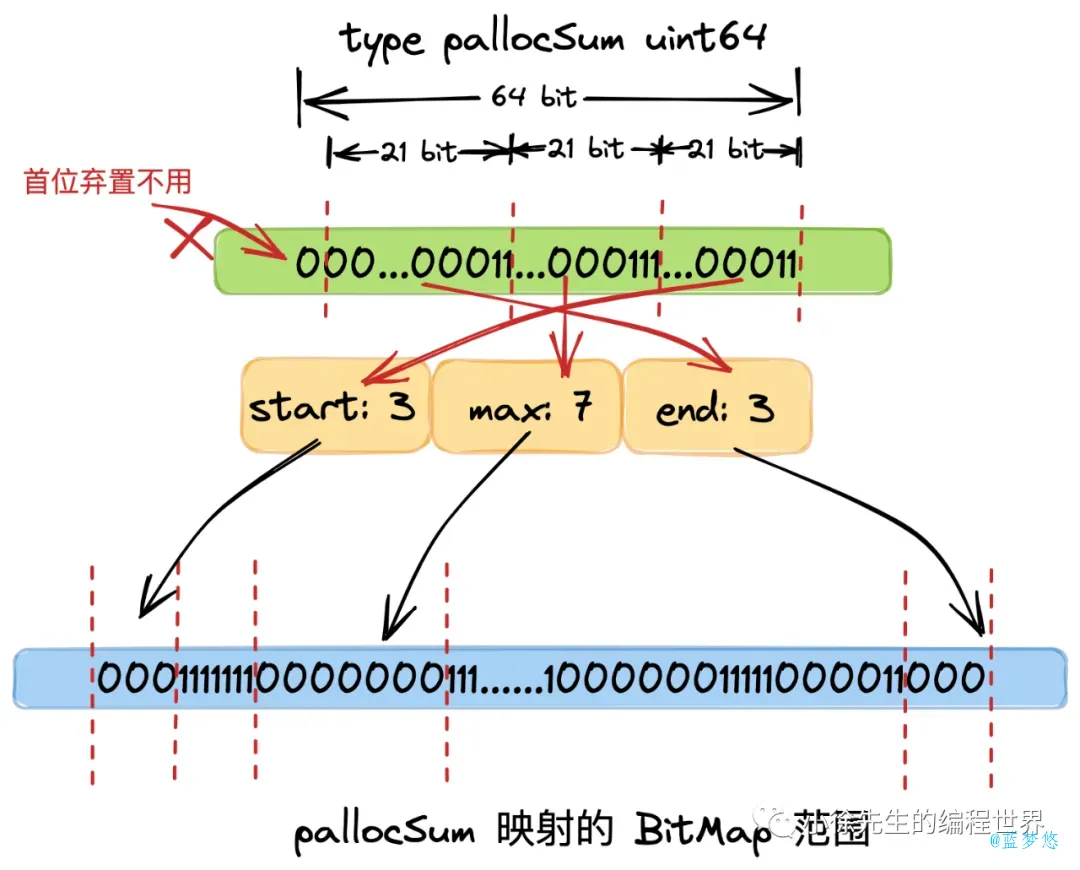 type pallocSum uint64
64 bit
21 bit 21 bit 21 bit
首位弃置不用
000...00011...000111...00011
start: 3 max: 7 end: 3
000111111100000000111......1000000011111000011000
pallocSum 映射的 BitMap 范围
小徐先生的编程世界
@蓝梦悠